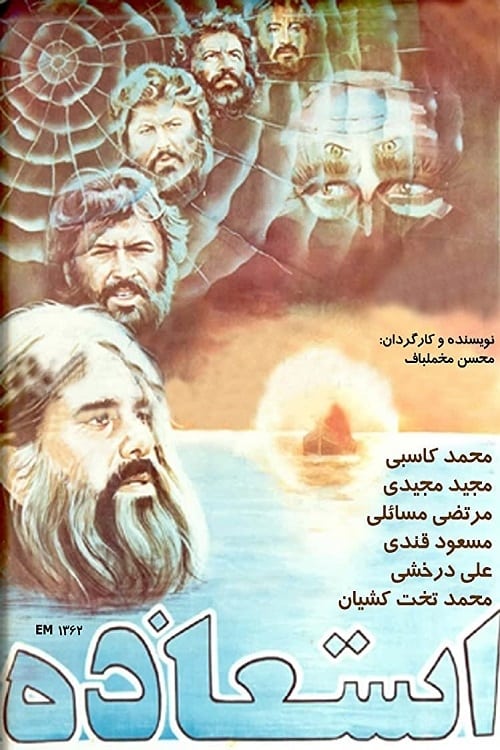 نویسنده و کارگردان:
محسن مخملباف
محمد کاسبی
مجید مجیدی
مرتضی مسائلی
مسعود قندی
علی درخشی
محمد تخت کشیان
EM ۱۳۶۲
استعاذه